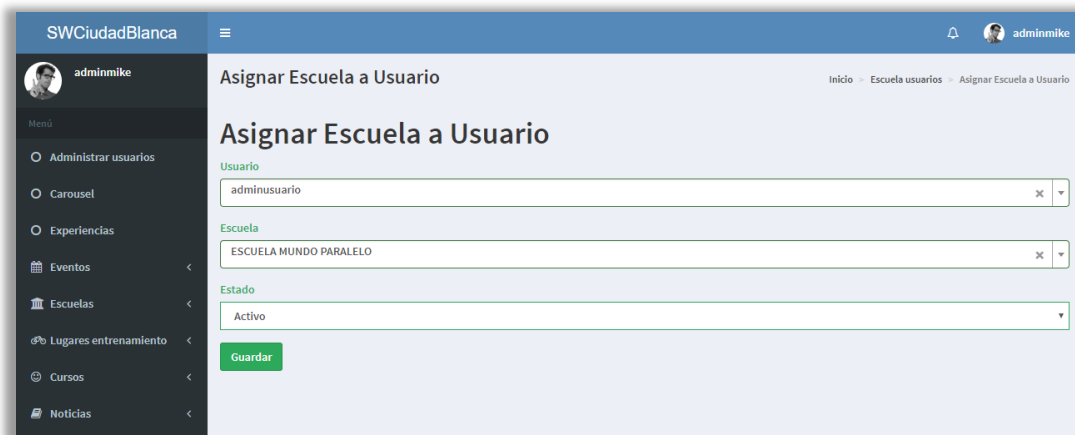 SWCiudadBlanca
adminmike
adminmike
Asignar Escuela a Usuario
Inicio > Escuela usuarios > Asignar Escuela a Usuario
Menú
Administrar usuarios
Carousel
Experiencias
Eventos
Escuelas
Lugares entrenamiento
Cursos
Noticias
Asignar Escuela a Usuario
Usuario
adminusuario
Escuela
ESCUELA MUNDO PARALELO
Estado
Activo
Guardar